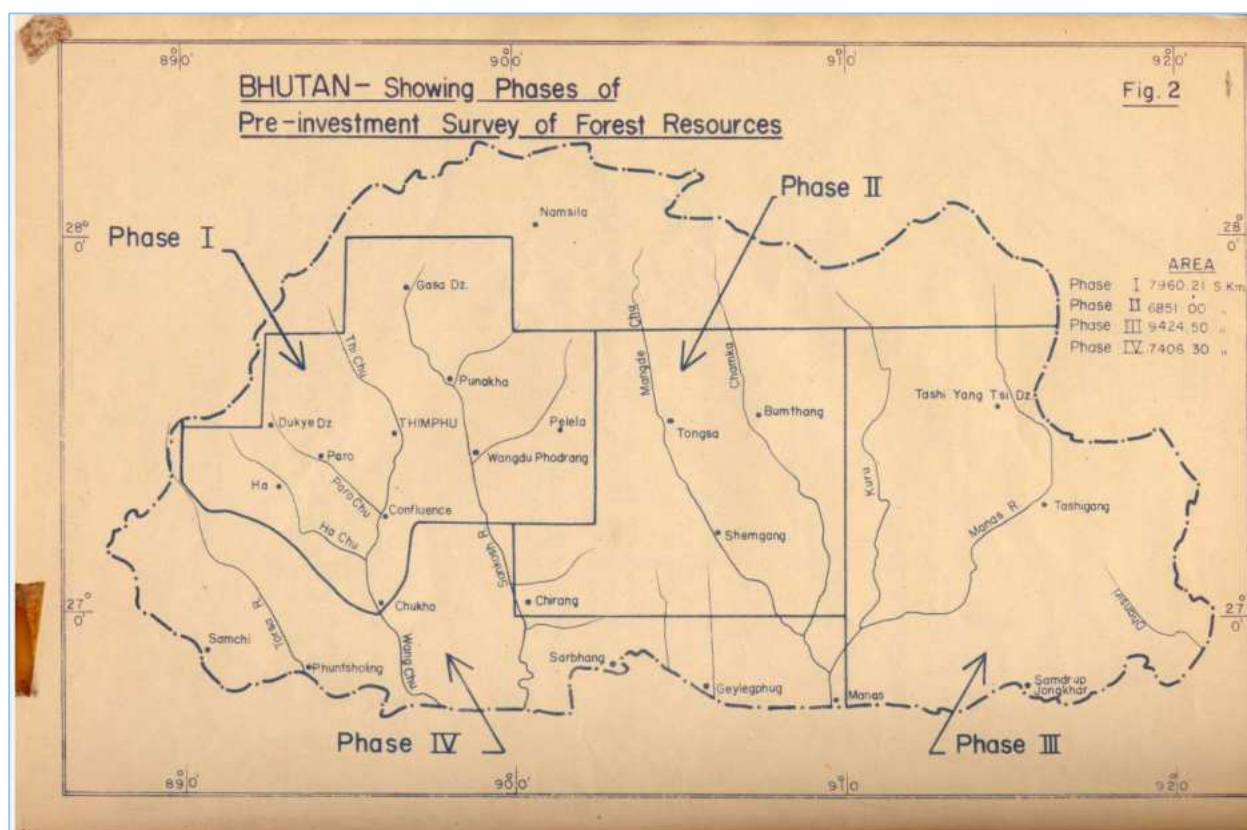 89°0'
90°0'
91°0'
92°0'
BHUTAN - Showing Phases of
Pre-investment Survey of Forest Resources
Fig. 2
Phase I
Phase II
28°0'
28°0'
Namsila
AREA
Phase I 7960.21 S.Km
Phase II 6851.00 "
Phase III 9424.50 "
Phase IV 7406.30 "
Gasa Dz.
Thi Chu
Mangde Chu
Chamka
Punakha
Dukye Dz
THIMPHU
Pelela
Tongsa
Bumthang
Tashi Yang Tsi Dz.
Paro
Wangdu Phodrang
Ha
Paro Chu
Kuru
Confluence
Manas R.
Tashigang
Ha Chu
Sankosh R.
Shemgang
Chukha
Chirang
27°0'
27°0'
Dhansiri
Samchi
Torsa R.
Phuntsholing
Wang Chu
Sarbhang
Geylegphug
Manas
Samdrup
Jongkhar
Phase IV
Phase III
89°0'
90°0'
91°0'
92°0'